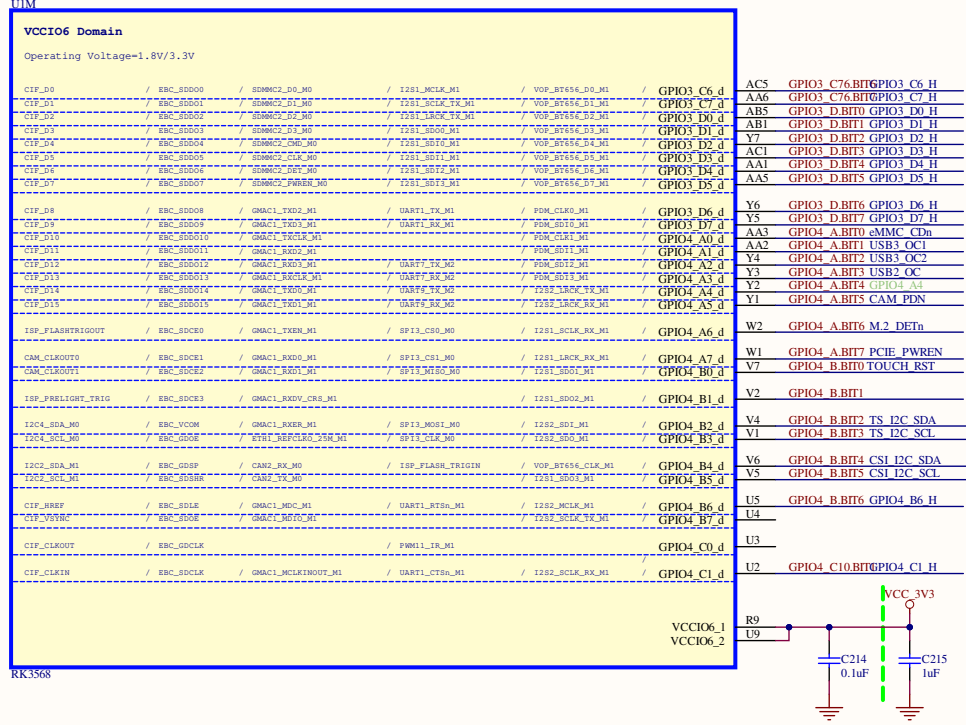 U1M
VCCIO6 Domain
Operating Voltage=1.8V/3.3V
CIF_D0 / EBC_SDDO0 / SDMMC2_D0_M0 / I2S1_MCLK_M1 / VOP_BT656_D0_M1 / GPIO3_C6_d AC5 GPIO3_C76.BIT6 GPIO3_C6_H
CIF_D1 / EBC_SDDO1 / SDMMC2_D1_M0 / I2S1_SCLK_TX_M1 / VOP_BT656_D1_M1 / GPIO3_C7_d AA6 GPIO3_C76.BIT7 GPIO3_C7_H
CIF_D2 / EBC_SDDO2 / SDMMC2_D2_M0 / I2S1_LRCK_TX_M1 / VOP_BT656_D2_M1 / GPIO3_D0_d AB5 GPIO3_D.BIT0 GPIO3_D0_H
CIF_D3 / EBC_SDDO3 / SDMMC2_D3_M0 / I2S1_SDO0_M1 / VOP_BT656_D3_M1 / GPIO3_D1_d AB1 GPIO3_D.BIT1 GPIO3_D1_H
CIF_D4 / EBC_SDDO4 / SDMMC2_CMD_M0 / I2S1_SDI0_M1 / VOP_BT656_D4_M1 / GPIO3_D2_d Y7 GPIO3_D.BIT2 GPIO3_D2_H
CIF_D5 / EBC_SDDO5 / SDMMC2_CLK_M0 / I2S1_SDI1_M1 / VOP_BT656_D5_M1 / GPIO3_D3_d AC1 GPIO3_D.BIT3 GPIO3_D3_H
CIF_D6 / EBC_SDDO6 / SDMMC2_DET_M0 / I2S1_SDI2_M1 / VOP_BT656_D6_M1 / GPIO3_D4_d AA1 GPIO3_D.BIT4 GPIO3_D4_H
CIF_D7 / EBC_SDDO7 / SDMMC2_PWREN_M0 / I2S1_SDI3_M1 / VOP_BT656_D7_M1 / GPIO3_D5_d AA5 GPIO3_D.BIT5 GPIO3_D5_H
CIF_D8 / EBC_SDDO8 / GMAC1_TXD2_M1 / UART1_TX_M1 / PDM_CLK0_M1 / GPIO3_D6_d Y6 GPIO3_D.BIT6 GPIO3_D6_H
CIF_D9 / EBC_SDDO9 / GMAC1_TXD3_M1 / UART1_RX_M1 / PDM_SDI0_M1 / GPIO3_D7_d Y5 GPIO3_D.BIT7 GPIO3_D7_H
CIF_D10 / EBC_SDDO10 / GMAC1_TXCLK_M1 / PDM_CLK1_M1 / GPIO4_A0_d AA3 GPIO4_A.BIT0 eMMC_CDn
CIF_D11 / EBC_SDDO11 / GMAC1_RXD2_M1 / PDM_SDI1_M1 / GPIO4_A1_d AA2 GPIO4_A.BIT1 USB3_OC1
CIF_D12 / EBC_SDDO12 / GMAC1_RXD3_M1 / UART7_TX_M2 / PDM_SDI2_M1 / GPIO4_A2_d Y4 GPIO4_A.BIT2 USB3_OC2
CIF_D13 / EBC_SDDO13 / GMAC1_RXCLK_M1 / UART7_RX_M2 / PDM_SDI3_M1 / GPIO4_A3_d Y3 GPIO4_A.BIT3 USB2_OC
CIF_D14 / EBC_SDDO14 / GMAC1_TXD0_M1 / UART9_TX_M2 / I2S2_LRCK_TX_M1 / GPIO4_A4_d Y2 GPIO4_A.BIT4 GPIO4_A4
CIF_D15 / EBC_SDDO15 / GMAC1_TXD1_M1 / UART9_RX_M2 / I2S2_LRCK_RX_M1 / GPIO4_A5_d Y1 GPIO4_A.BIT5 CAM_PDN
ISP_FLASHTRIGOUT / EBC_SDCE0 / GMAC1_TXEN_M1 / SPI3_CS0_M0 / I2S1_SCLK_RX_M1 / GPIO4_A6_d W2 GPIO4_A.BIT6 M.2_DETn
CAM_CLKOUT0 / EBC_SDCE1 / GMAC1_RXD0_M1 / SPI3_CS1_M0 / I2S1_LRCK_RX_M1 / GPIO4_A7_d W1 GPIO4_A.BIT7 PCIE_PWREN
CAM_CLKOUT1 / EBC_SDCE2 / GMAC1_RXD1_M1 / SPI3_MISO_M0 / I2S1_SDO1_M1 / GPIO4_B0_d V7 GPIO4_B.BIT0 TOUCH_RST
ISP_PRELIGHT_TRIG / EBC_SDCE3 / GMAC1_RXDV_CRS_M1 / I2S1_SDO2_M1 / GPIO4_B1_d V2 GPIO4_B.BIT1
I2C4_SDA_M0 / EBC_VCOM / GMAC1_RXER_M1 / SPI3_MOSI_M0 / I2S2_SDI_M1 / GPIO4_B2_d V4 GPIO4_B.BIT2 TS_I2C_SDA
I2C4_SCL_M0 / EBC_GDOE / ETH1_REFCLKO_25M_M1 / SPI3_CLK_M0 / I2S2_SDO_M1 / GPIO4_B3_d V1 GPIO4_B.BIT3 TS_I2C_SCL
I2C2_SDA_M1 / EBC_GDSP / CAN2_RX_M0 / ISP_FLASH_TRIGIN / VOP_BT656_CLK_M1 / GPIO4_B4_d V6 GPIO4_B.BIT4 CSI_I2C_SDA
I2C2_SCL_M1 / EBC_SDSHR / CAN2_TX_M0 / I2S1_SDO3_M1 / GPIO4_B5_d V5 GPIO4_B.BIT5 CSI_I2C_SCL
CIF_HREF / EBC_SDLE / GMAC1_MDC_M1 / UART1_RTSn_M1 / I2S2_MCLK_M1 / GPIO4_B6_d U5 GPIO4_B.BIT6 GPIO4_B6_H
CIF_VSYNC / EBC_SDOE / GMAC1_MDIO_M1 / I2S2_SCLK_TX_M1 / GPIO4_B7_d U4
CIF_CLKOUT / EBC_GDCLK / PWM11_IR_M1 / GPIO4_C0_d U3
CIF_CLKIN / EBC_SDCLK / GMAC1_MCLKINOUT_M1 / UART1_CTSn_M1 / I2S2_SCLK_RX_M1 / GPIO4_C1_d U2 GPIO4_C10.BIT1 GPIO4_C1_H
VCC_3V3
VCCIO6_1 R9
VCCIO6_2 U9
C214 C215
0.1uF 1uF
RK3568